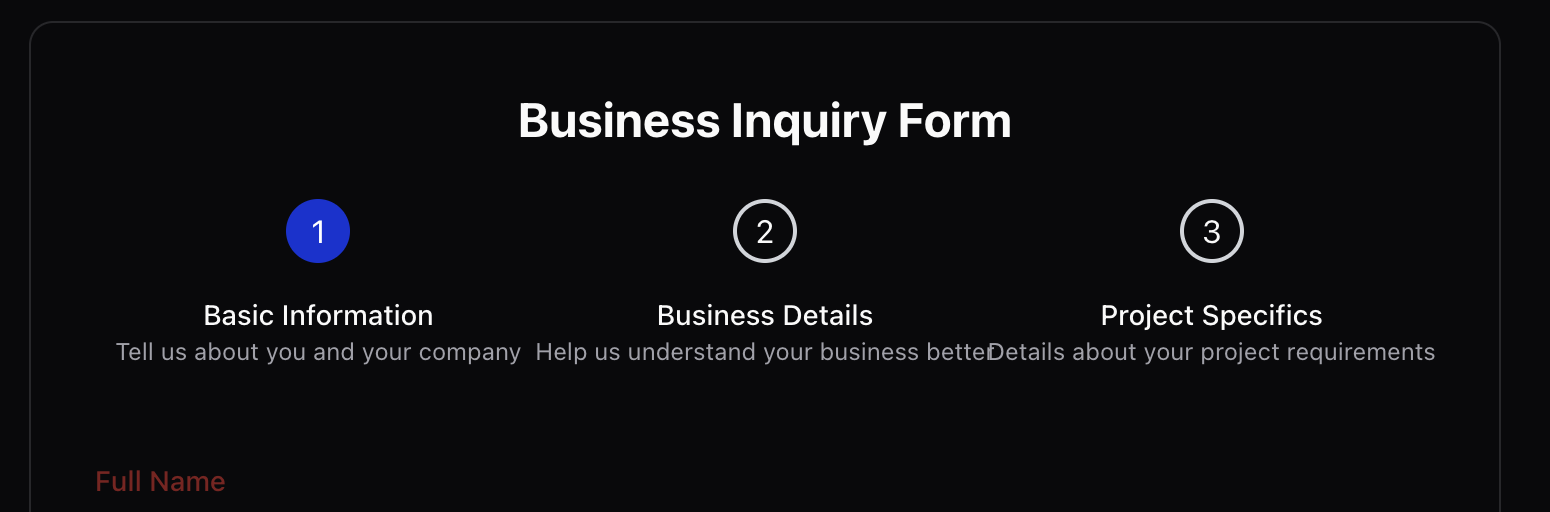 Business Inquiry Form
1 2 3
Basic Information Business Details Project Specifics
Tell us about you and your company Help us understand your business better Details about your project requirements
Full Name